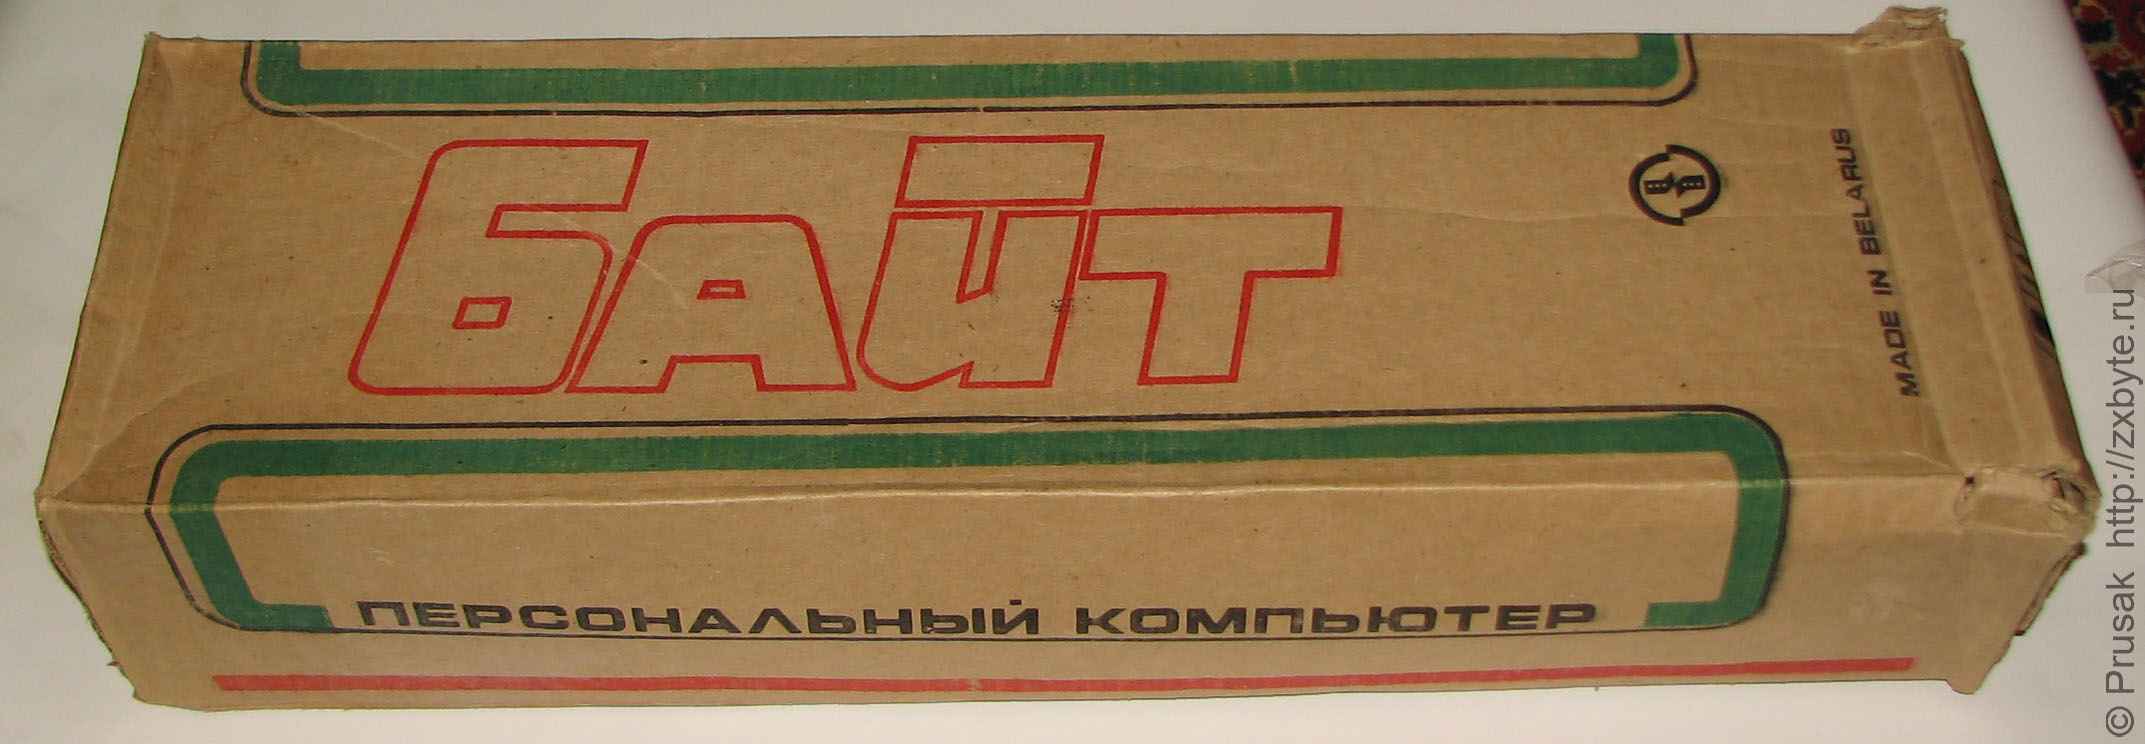 байт
MADE IN BELARUS
ПЕРСОНАЛЬНЫЙ КОМПЬЮТЕР
© Prusak http://zxbyte.ru